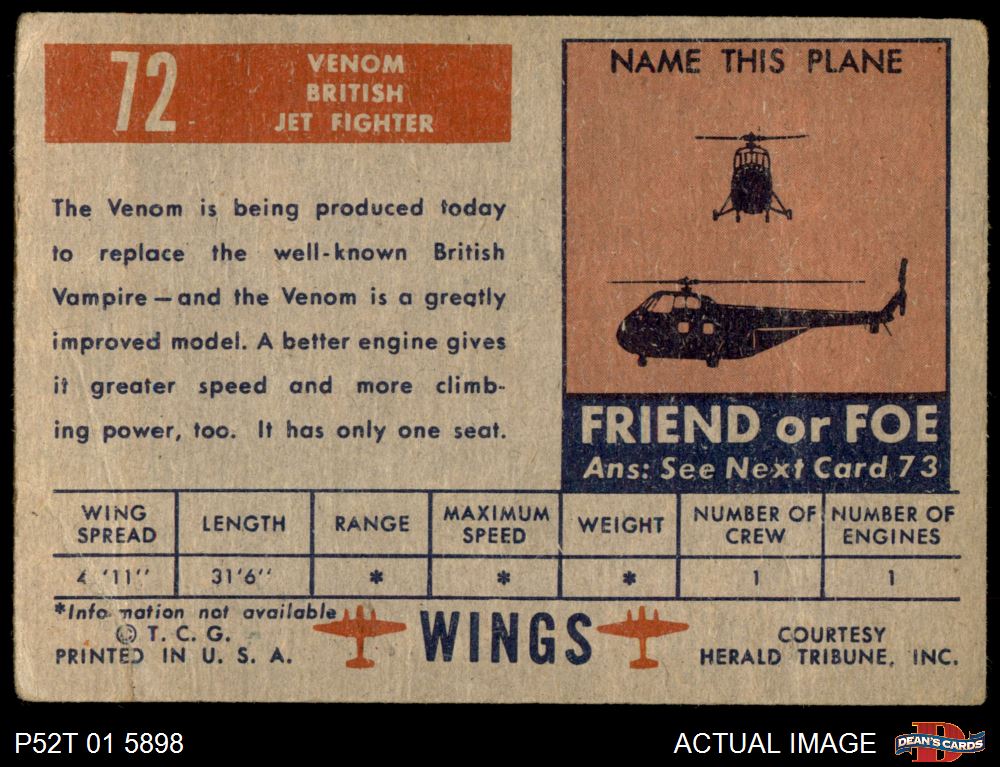 72
VENOM
BRITISH
JET FIGHTER
The Venom is being produced today
to replace the well-known British
Vampire—and the Venom is a greatly
improved model. A better engine gives
it greater speed and more climb-
ing power, too. It has only one seat.
NAME THIS PLANE
FRIEND or FOE
Ans: See Next Card 73
WING SPREAD LENGTH RANGE MAXIMUM SPEED WEIGHT NUMBER OF CREW NUMBER OF ENGINES
31'6'' * * * 1 1
*Information not available
© T. C. G.
PRINTED IN U. S. A.
WINGS
COURTESY
HERALD TRIBUNE, INC.
P52T 01 5898
ACTUAL IMAGE
DEAN'S CARDS